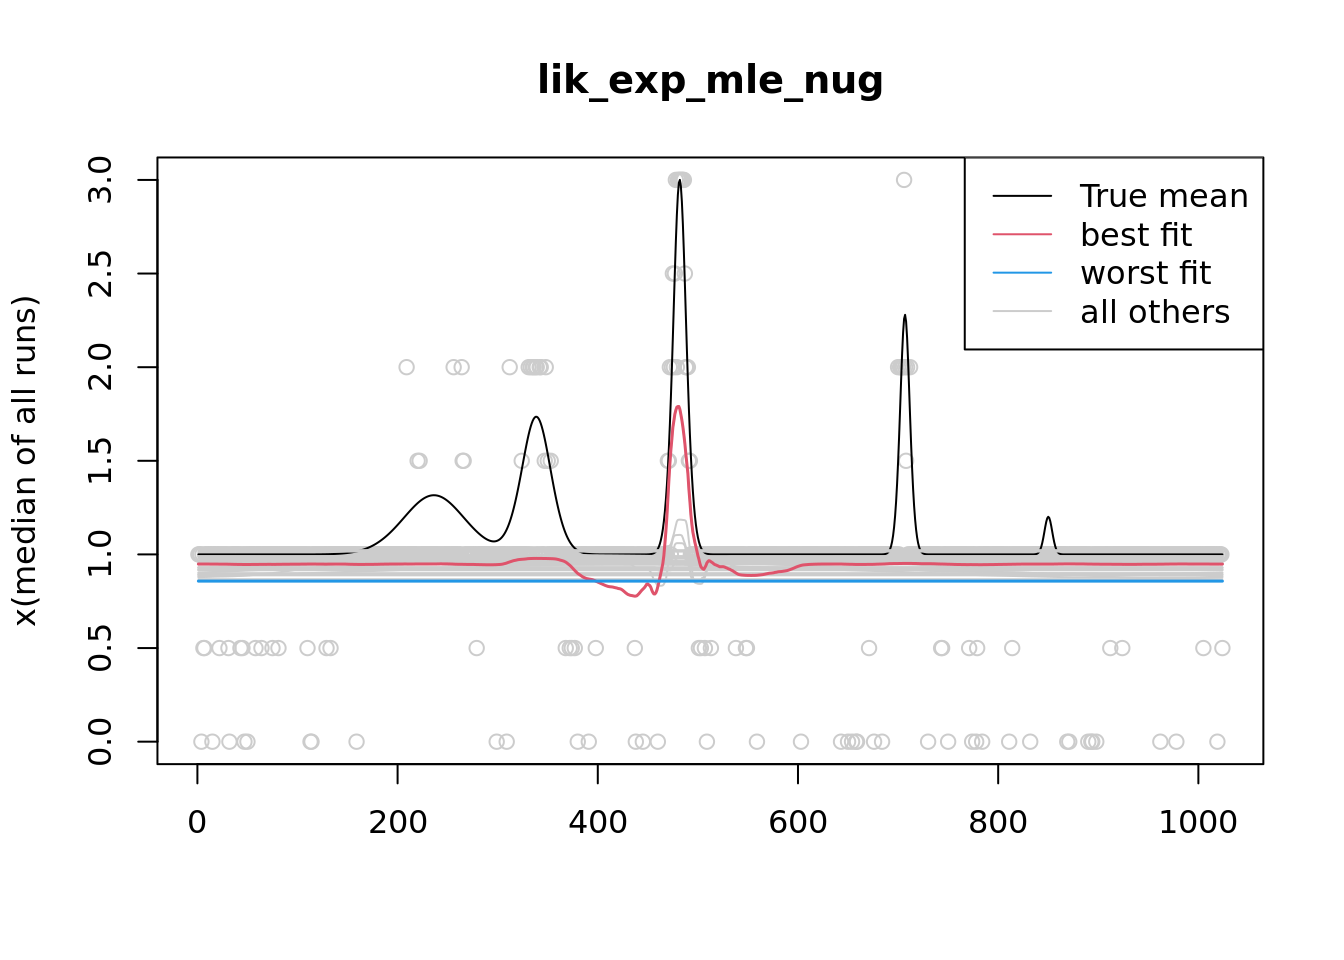 lik_exp_mle_nug
x(median of all runs)
3.0
2.5
2.0
1.5
1.0
0.5
0.0
True mean
best fit
worst fit
all others
0 200 400 600 800 1000